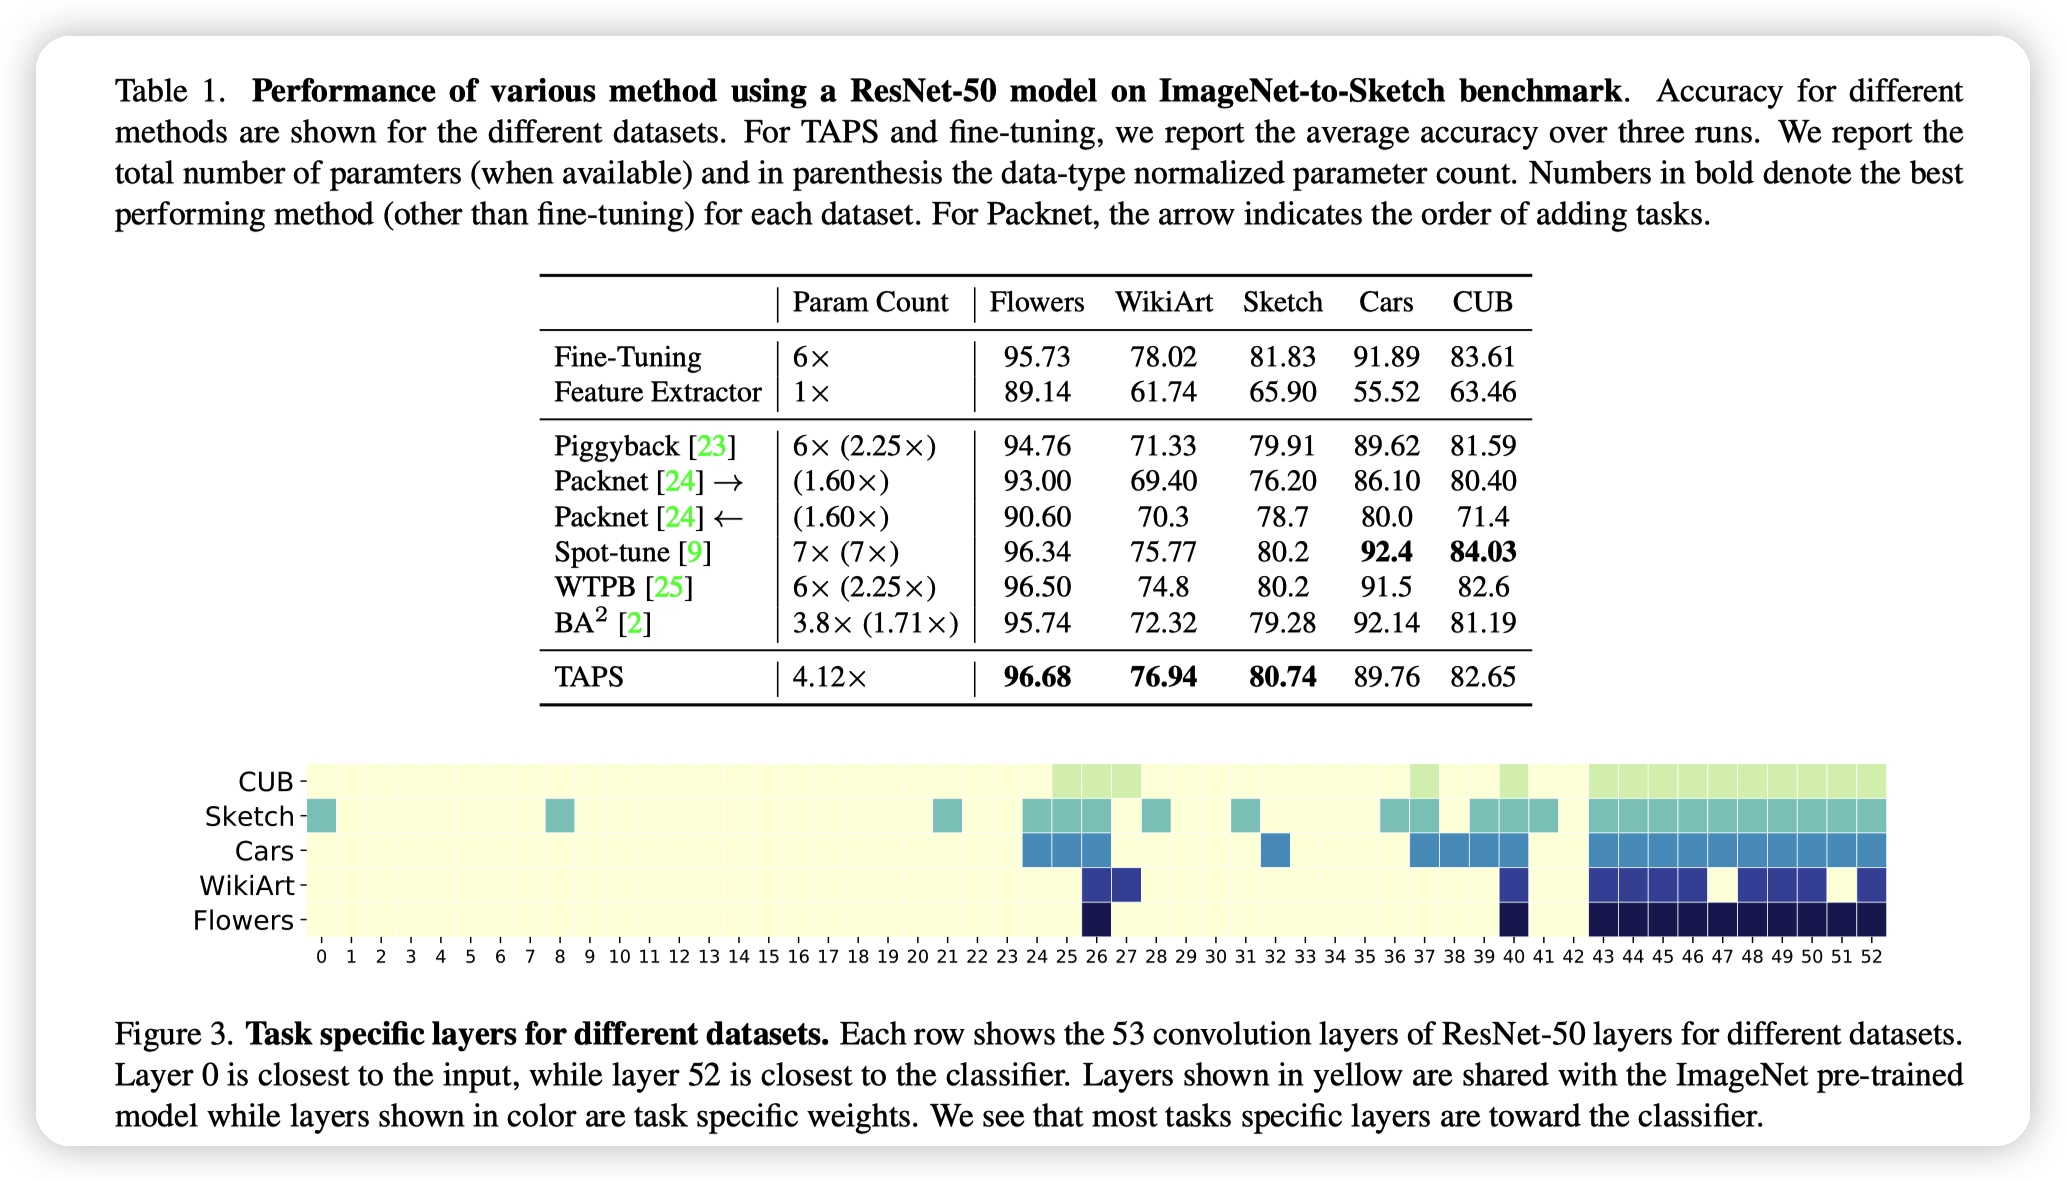 Table 1. Performance of various method using a ResNet-50 model on ImageNet-to-Sketch benchmark. Accuracy for different
methods are shown for the different datasets. For TAPS and fine-tuning, we report the average accuracy over three runs. We report the
total number of paramters (when available) and in parenthesis the data-type normalized parameter count. Numbers in bold denote the best
performing method (other than fine-tuning) for each dataset. For Packnet, the arrow indicates the order of adding tasks.
Param Count Flowers WikiArt Sketch Cars CUB
Fine-Tuning 6× 95.73 78.02 81.83 91.89 83.61
Feature Extractor 1× 89.14 61.74 65.90 55.52 63.46
Piggyback [23] 6× (2.25×) 94.76 71.33 79.91 89.62 81.59
Packnet [24] → (1.60×) 93.00 69.40 76.20 86.10 80.40
Packnet [24] ← (1.60×) 90.60 70.3 78.7 80.0 71.4
Spot-tune [9] 7× (7×) 96.34 75.77 80.2 92.4 84.03
WTPB [25] 6× (2.25×) 96.50 74.8 80.2 91.5 82.6
BA² [2] 3.8× (1.71×) 95.74 72.32 79.28 92.14 81.19
TAPS 4.12× 96.68 76.94 80.74 89.76 82.65
CUB
Sketch
Cars
WikiArt
Flowers
0 1 2 3 4 5 6 7 8 9 10 11 12 13 14 15 16 17 18 19 20 21 22 23 24 25 26 27 28 29 30 31 32 33 34 35 36 37 38 39 40 41 42 43 44 45 46 47 48 49 50 51 52
Figure 3. Task specific layers for different datasets. Each row shows the 53 convolution layers of ResNet-50 layers for different datasets.
Layer 0 is closest to the input, while layer 52 is closest to the classifier. Layers shown in yellow are shared with the ImageNet pre-trained
model while layers shown in color are task specific weights. We see that most tasks specific layers are toward the classifier.